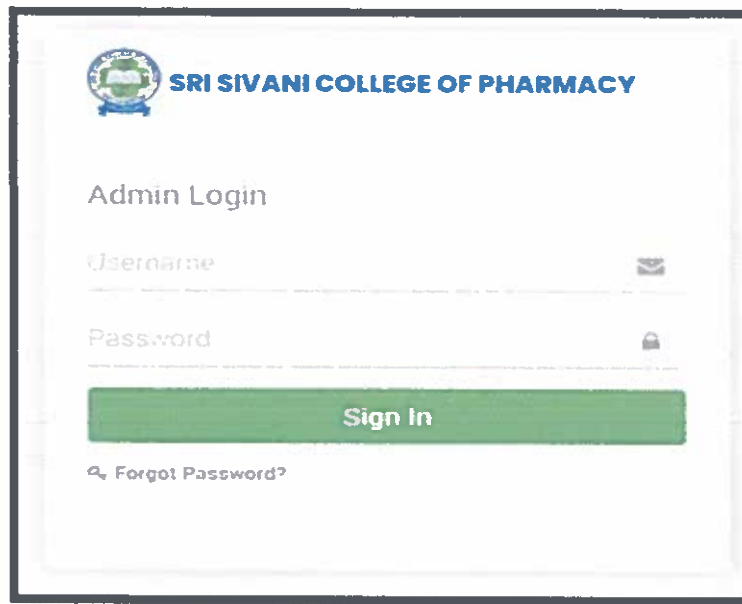 SRI SIVANI COLLEGE OF PHARMACY
Admin Login
Username
Password
Sign In
Forgot Password?